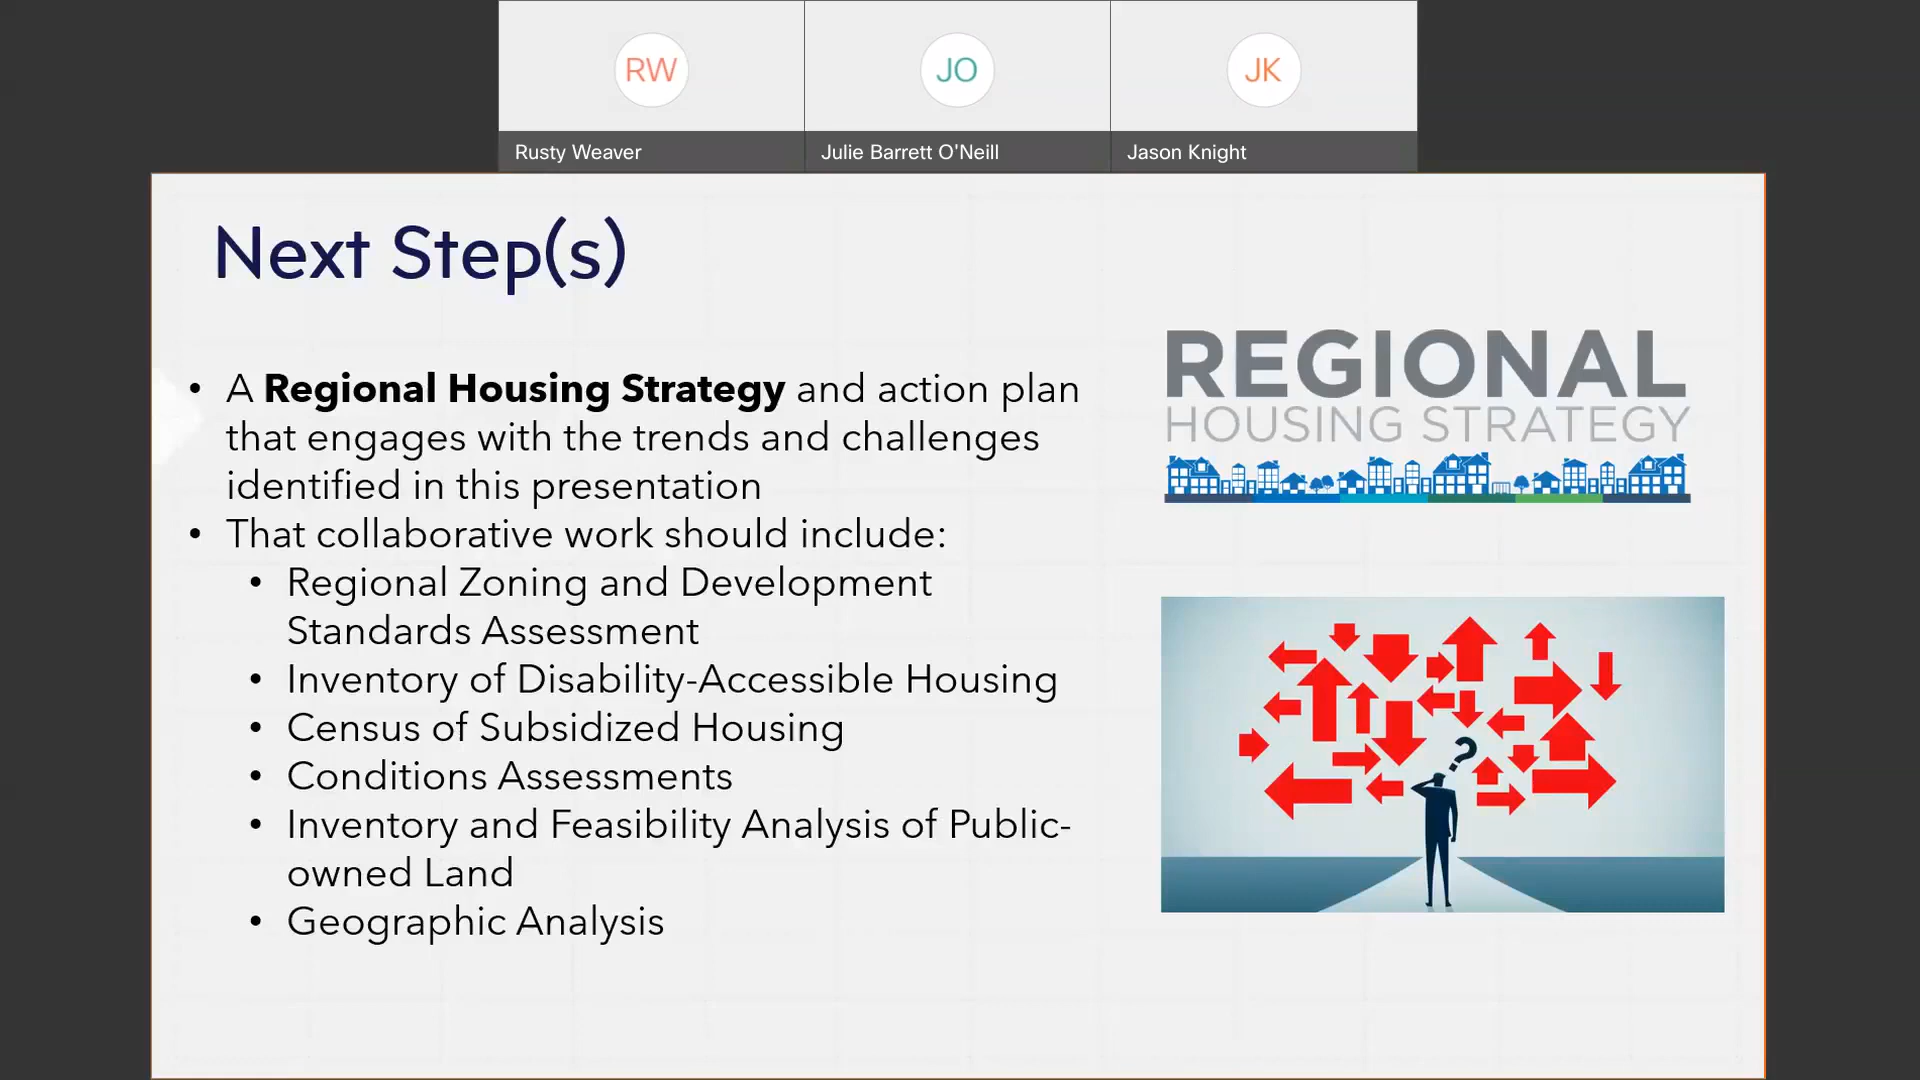 RW
JO
JK
Rusty Weaver
Julie Barrett O'Neill
Jason Knight
Next Step(s)
• A Regional Housing Strategy and action plan
that engages with the trends and challenges
identified in this presentation
• That collaborative work should include:
• Regional Zoning and Development
Standards Assessment
• Inventory of Disability-Accessible Housing
• Census of Subsidized Housing
• Conditions Assessments
• Inventory and Feasibility Analysis of Public-
owned Land
• Geographic Analysis
REGIONAL
HOUSING STRATEGY
?